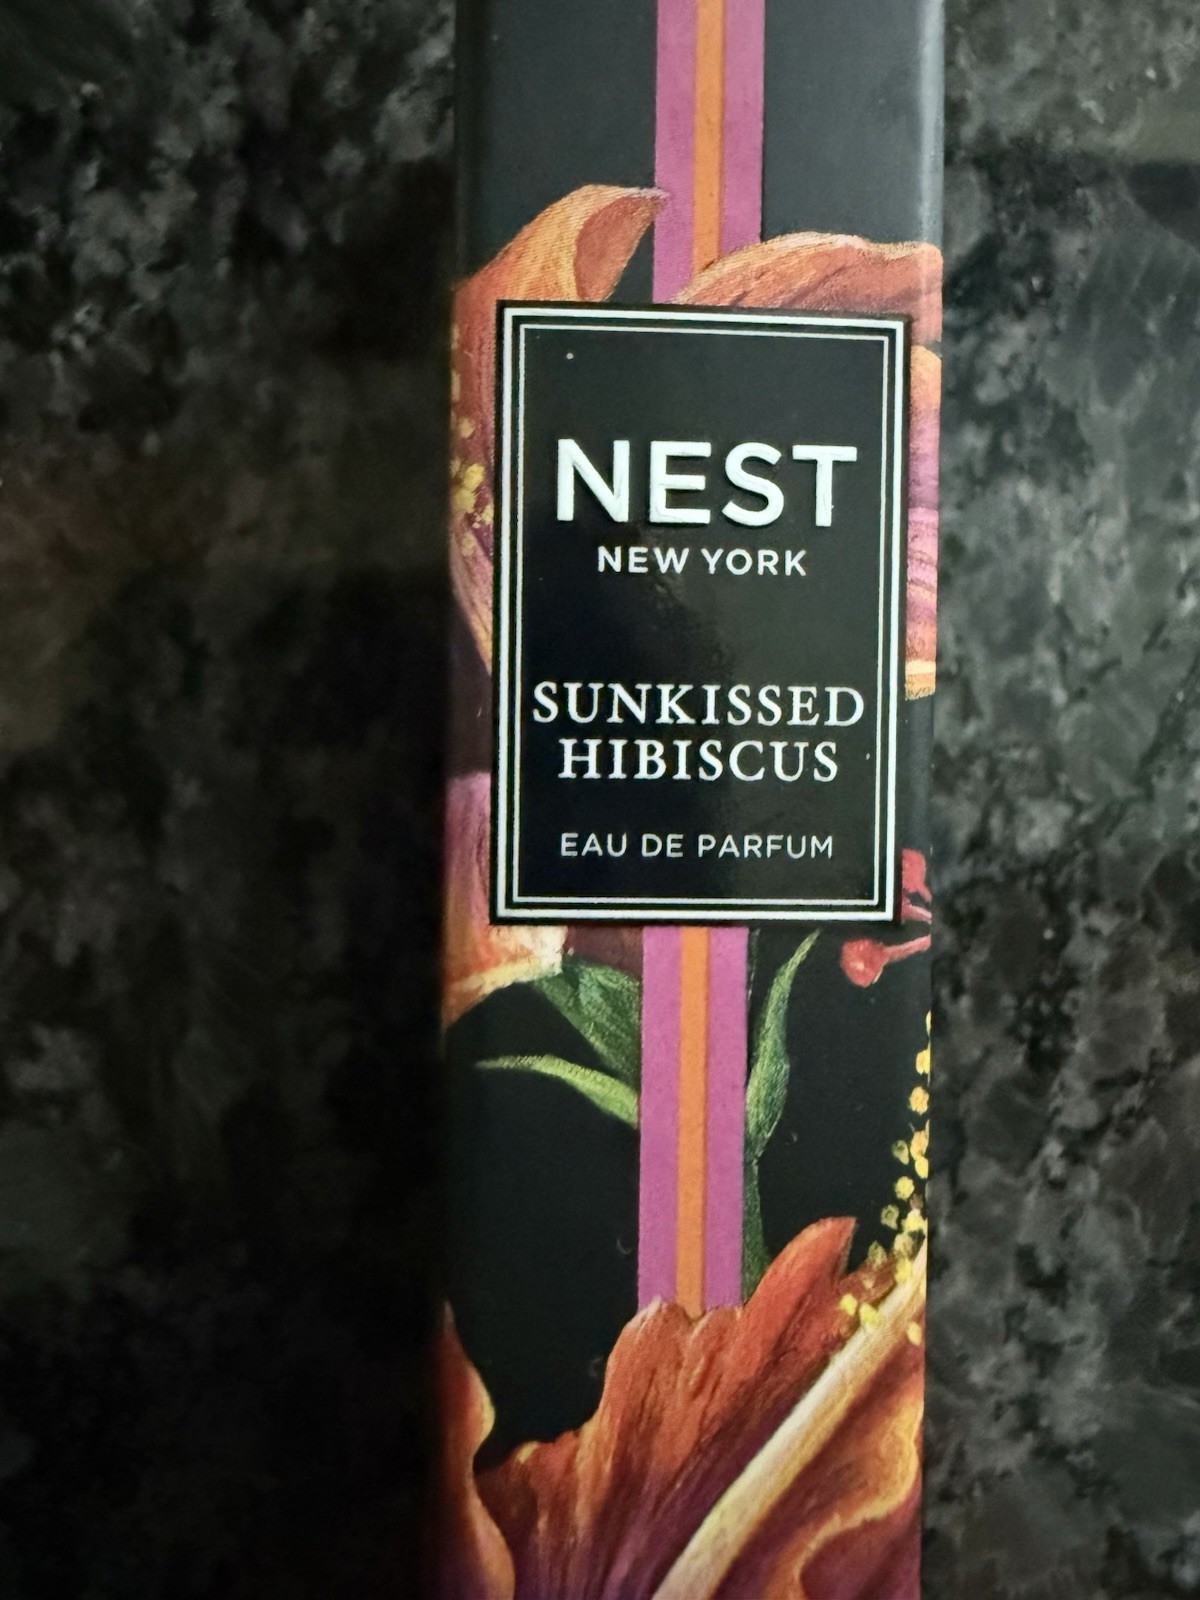 NEST
NEW YORK
SUNKISSED
HIBISCUS
EAU DE PARFUM